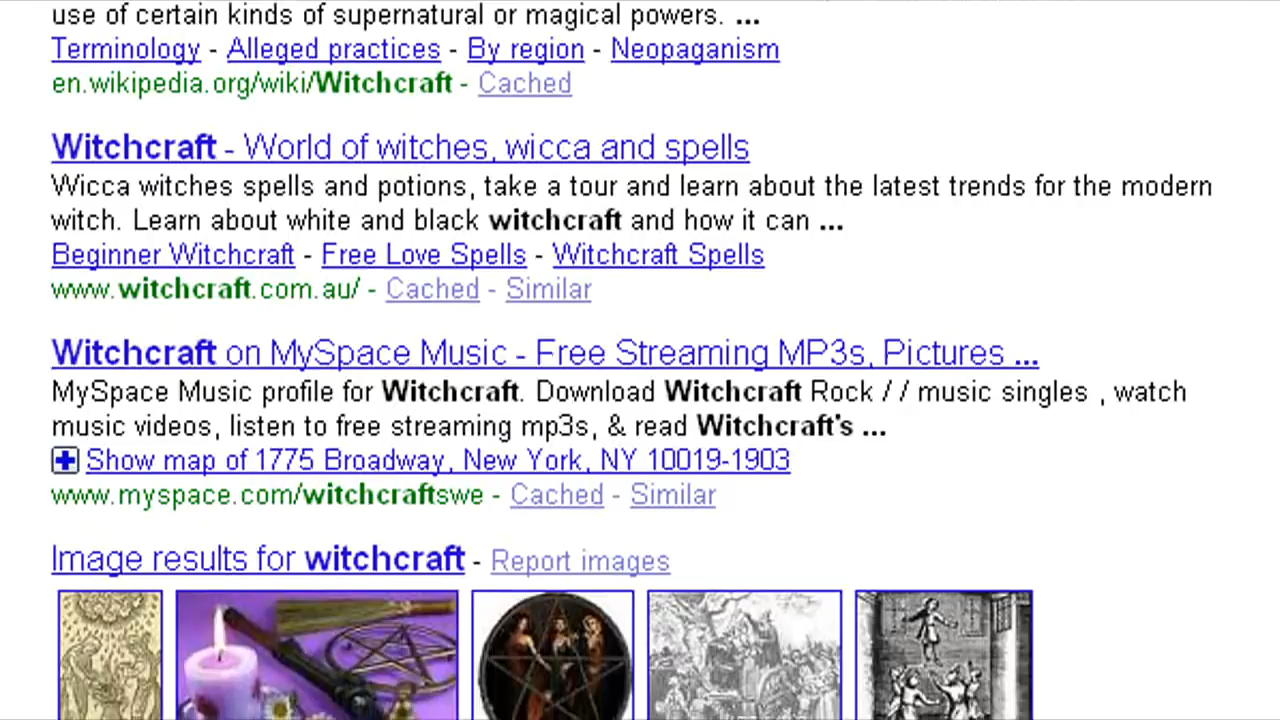 use of certain kinds of supernatural or magical powers. ...
Terminology - Alleged practices - By region - Neopaganism
en.wikipedia.org/wiki/Witchcraft - Cached
Witchcraft - World of witches, wicca and spells
Wicca witches spells and potions, take a tour and learn about the latest trends for the modern
witch. Learn about white and black witchcraft and how it can ...
Beginner Witchcraft - Free Love Spells - Witchcraft Spells
www.witchcraft.com.au/ - Cached - Similar
Witchcraft on MySpace Music - Free Streaming MP3s, Pictures ...
MySpace Music profile for Witchcraft. Download Witchcraft Rock / / music singles , watch
music videos, listen to free streaming mp3s, & read Witchcraft's ...
Show map of 1775 Broadway, New York, NY 10019-1903
www.myspace.com/witchcraftswe - Cached - Similar
Image results for witchcraft - Report images